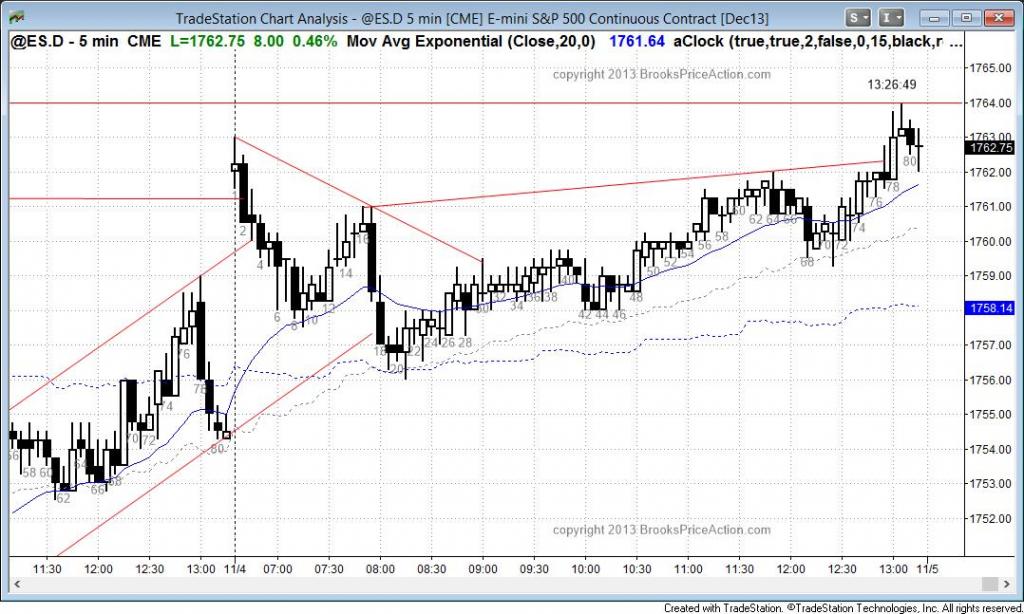 TradeStation Chart Analysis - @ES.D 5 min [CME] E-mini S&P 500 Continuous Contract [Dec13]
S I
@ES.D - 5 min CME L=1762.75 8.00 0.46% Mov Avg Exponential (Close,20,0) 1761.64 aClock (true,true,2,false,0,15,black,r ...
copyright 2013 BrooksPriceAction.com
13:26:49
1765.00
1764.00
1763.00
1762.75
1762.00
1761.00
1760.00
1759.00
1758.14
1757.00
1756.00
1755.00
1754.00
1753.00
1752.00
58 60 62 66 70 72 74 76 78 80
2 4 6 8 10 12 14 16 18 20 22 24 26 28 30 32 34 36 38 40 42 44 46 48 50 52 54 56 58 60 62 64 66 68 70 72 74 76 78 80
copyright 2013 BrooksPriceAction.com
11:30 12:00 12:30 13:00 11/4 07:00 07:30 08:00 08:30 09:00 09:30 10:00 10:30 11:00 11:30 12:00 12:30 13:00 11/5
Created with TradeStation. ©TradeStation Technologies, Inc. All rights reserved.